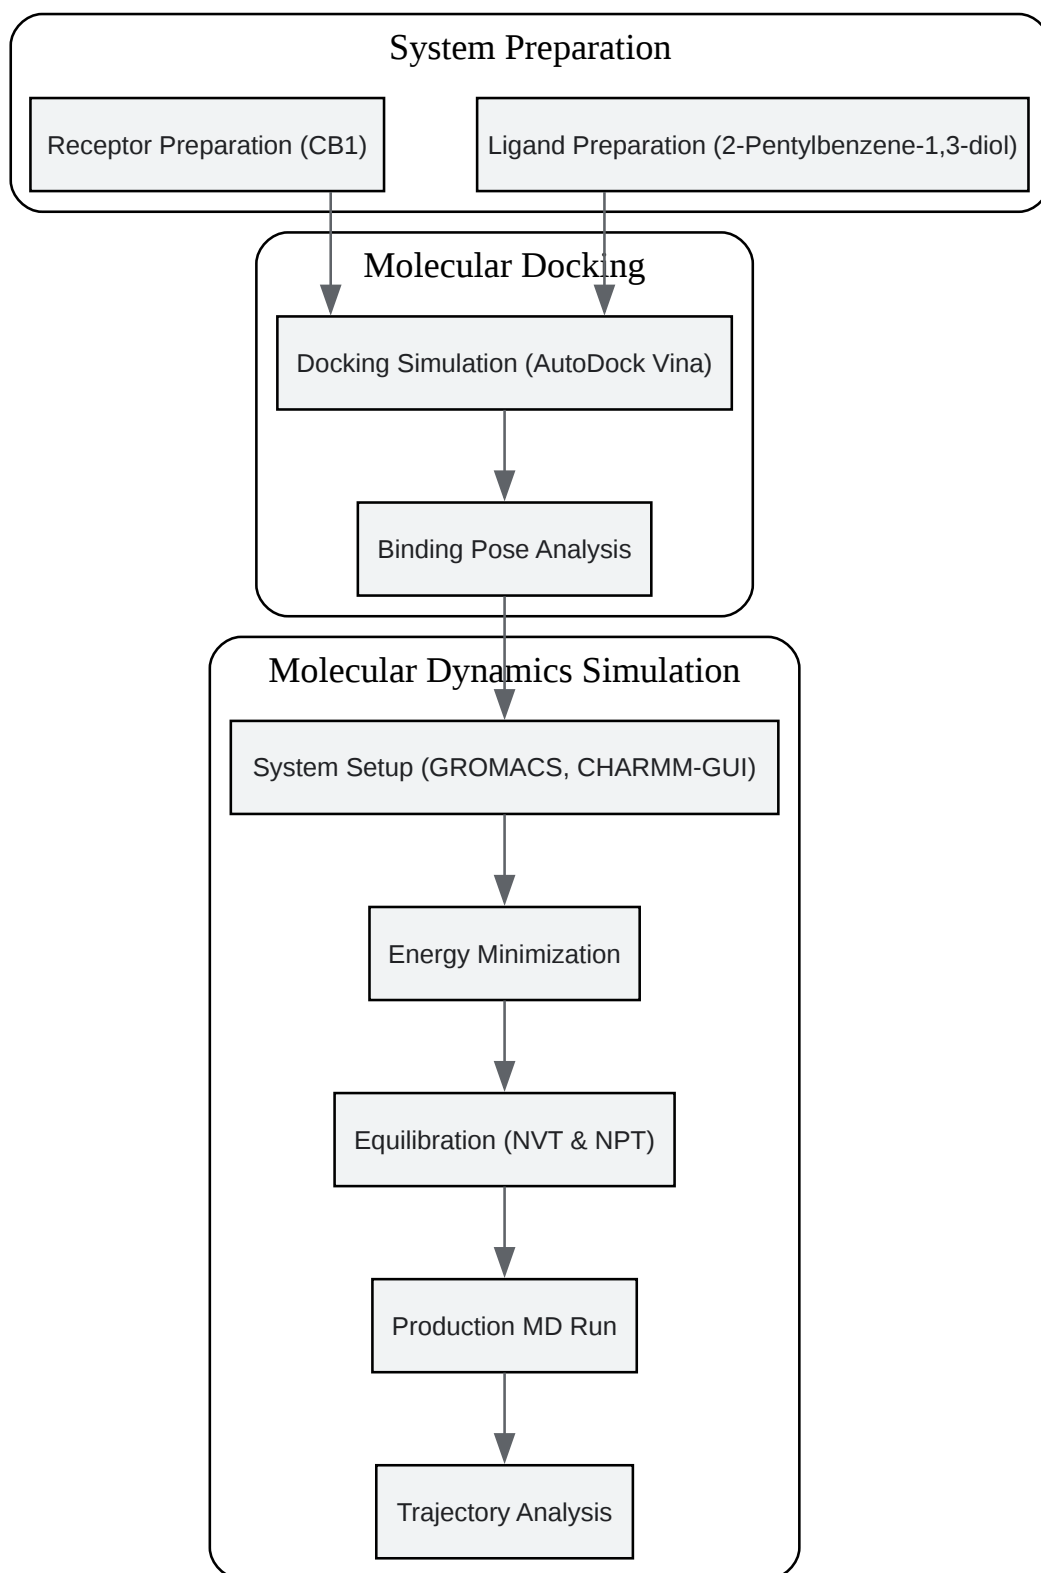 System Preparation
Receptor Preparation (CB1)
Ligand Preparation (2-Pentylbenzene-1,3-diol)
Molecular Docking
Docking Simulation (AutoDock Vina)
Binding Pose Analysis
Molecular Dynamics Simulation
System Setup (GROMACS, CHARMM-GUI)
Energy Minimization
Equilibration (NVT & NPT)
Production MD Run
Trajectory Analysis